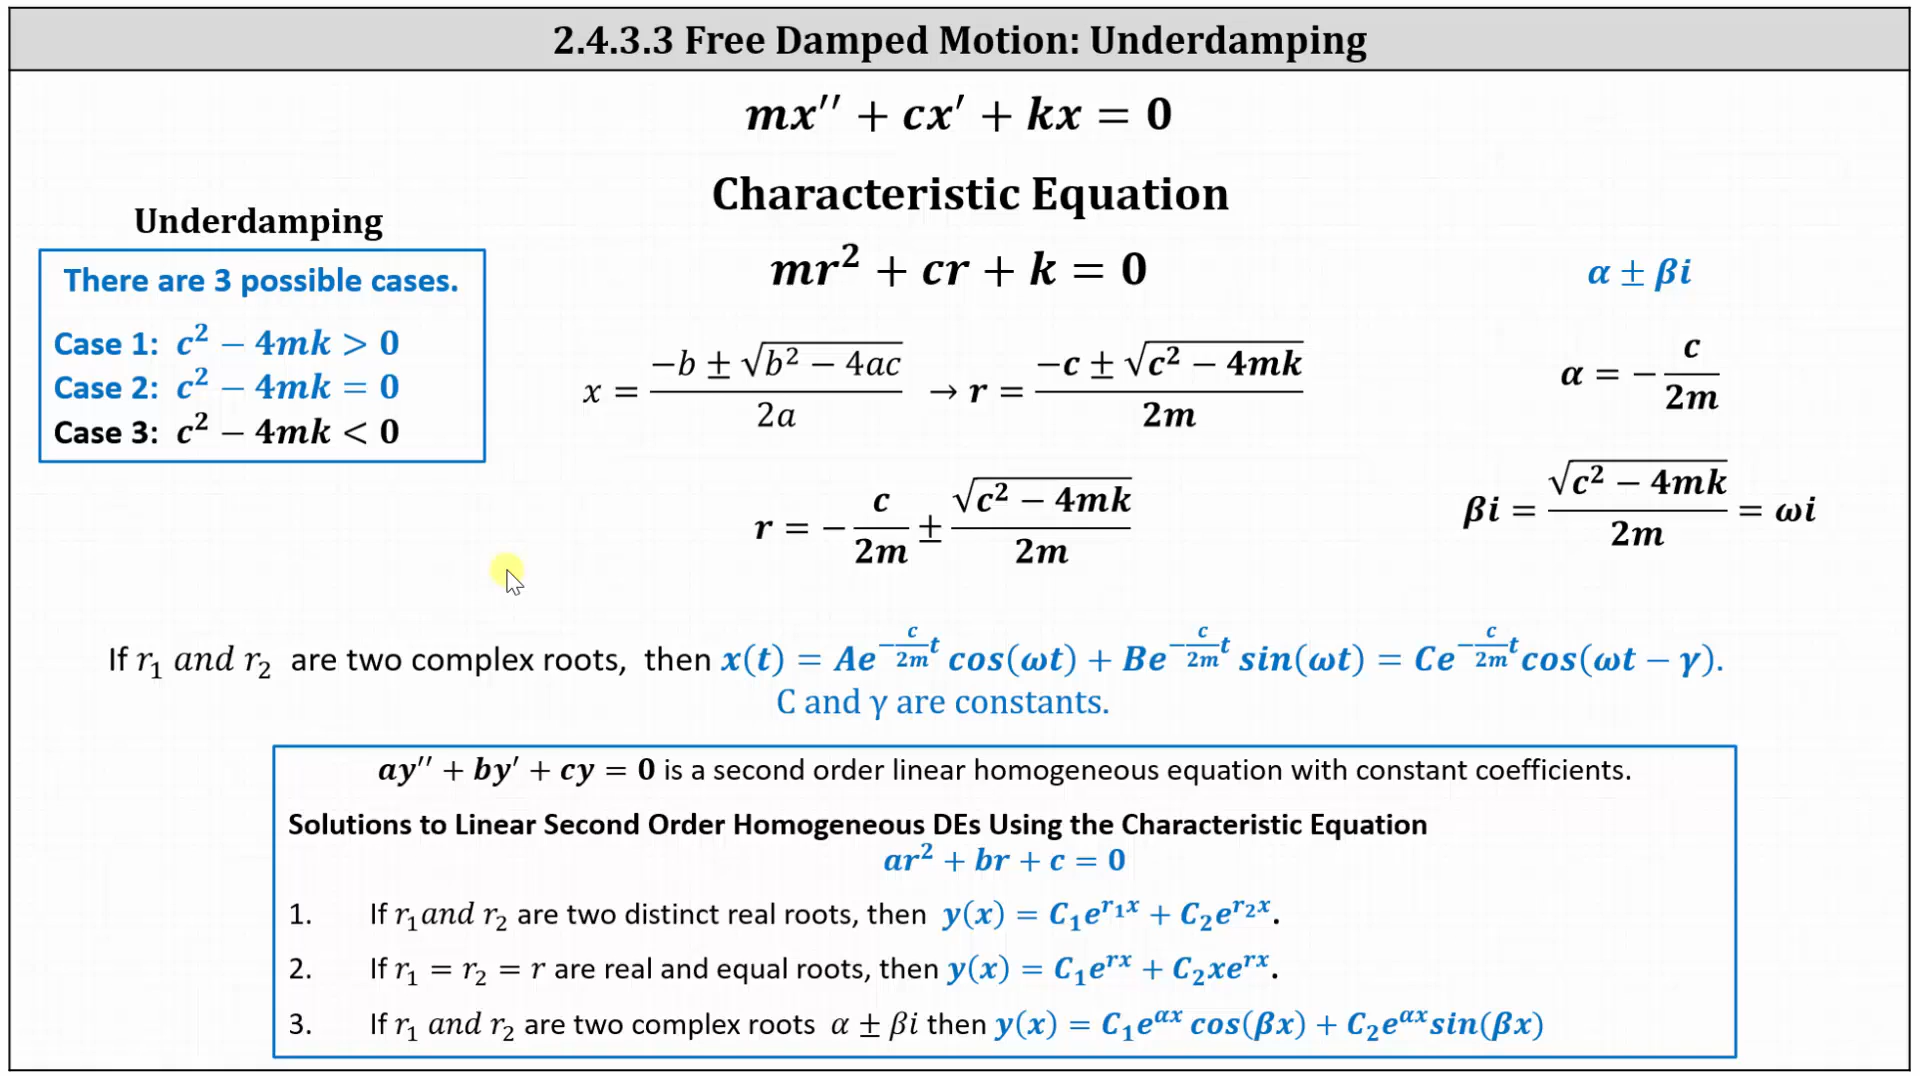 2.4.3.3 Free Damped Motion: Underdamping
mx′′ + cx′ + kx = 0
Characteristic Equation
Underdamping
There are 3 possible cases.
Case 1: c² − 4mk > 0
Case 2: c² − 4mk = 0
Case 3: c² − 4mk < 0
mr² + cr + k = 0
x = (−b ± √(b² − 4ac))/(2a) → r = (−c ± √(c² − 4mk))/(2m)
r = −c/(2m) ± √(c² − 4mk)/(2m)
α ± βi
α = −c/(2m)
βi = √(c² − 4mk)/(2m) = ωi
If r₁ and r₂ are two complex roots, then x(t) = Ae^(−(c/2m)t) cos(ωt) + Be^(−(c/2m)t) sin(ωt) = Ce^(−(c/2m)t) cos(ωt − γ).
C and γ are constants.
ay′′ + by′ + cy = 0 is a second order linear homogeneous equation with constant coefficients.
Solutions to Linear Second Order Homogeneous DEs Using the Characteristic Equation
ar² + br + c = 0
1. If r₁and r₂ are two distinct real roots, then y(x) = C₁e^(r₁x) + C₂e^(r₂x).
2. If r₁ = r₂ = r are real and equal roots, then y(x) = C₁e^(rx) + C₂xe^(rx).
3. If r₁ and r₂ are two complex roots α ± βi then y(x) = C₁e^(αx) cos(βx) + C₂e^(αx)sin(βx)